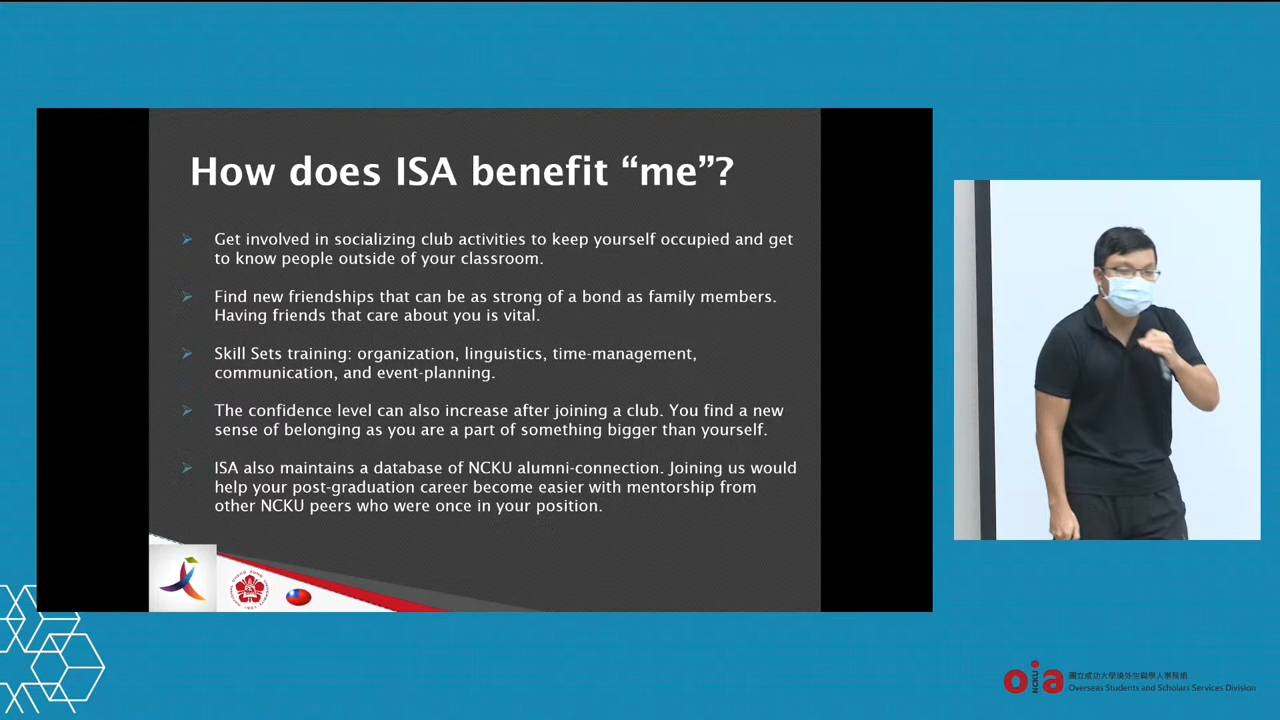 How does ISA benefit “me”?
Get involved in socializing club activities to keep yourself occupied and get
to know people outside of your classroom.
Find new friendships that can be as strong of a bond as family members.
Having friends that care about you is vital.
Skill Sets training: organization, linguistics, time-management,
communication, and event-planning.
The confidence level can also increase after joining a club. You find a new
sense of belonging as you are a part of something bigger than yourself.
ISA also maintains a database of NCKU alumni-connection. Joining us would
help your post-graduation career become easier with mentorship from
other NCKU peers who were once in your position.
NCKU oia
Overseas Students and Scholars Services Division